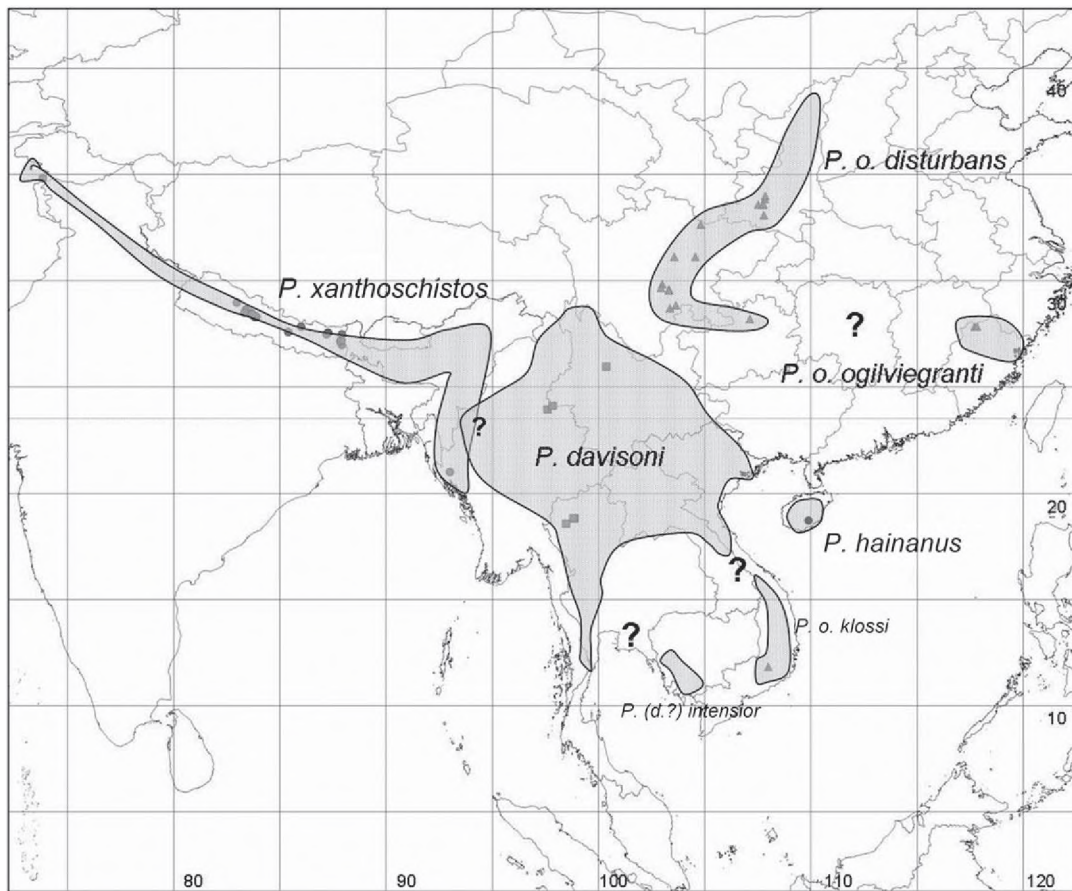 40
P. o. disturbans
P. xanthoschistos
30
?
P. o. ogilviegranti
?
P. davisoni
20
P. hainanus
?
?
P. o. klossi
P. (d.?) intensior
10
80 90 100 110 120